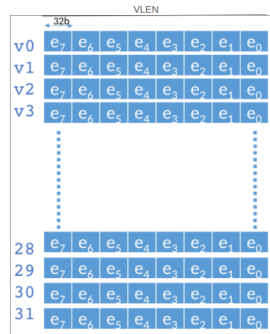 VLEN
32b
v0 e7 e6 e5 e4 e3 e2 e1 e0
v1 e7 e6 e5 e4 e3 e2 e1 e0
v2 e7 e6 e5 e4 e3 e2 e1 e0
v3 e7 e6 e5 e4 e3 e2 e1 e0
28 e7 e6 e5 e4 e3 e2 e1 e0
29 e7 e6 e5 e4 e3 e2 e1 e0
30 e7 e6 e5 e4 e3 e2 e1 e0
31 e7 e6 e5 e4 e3 e2 e1 e0